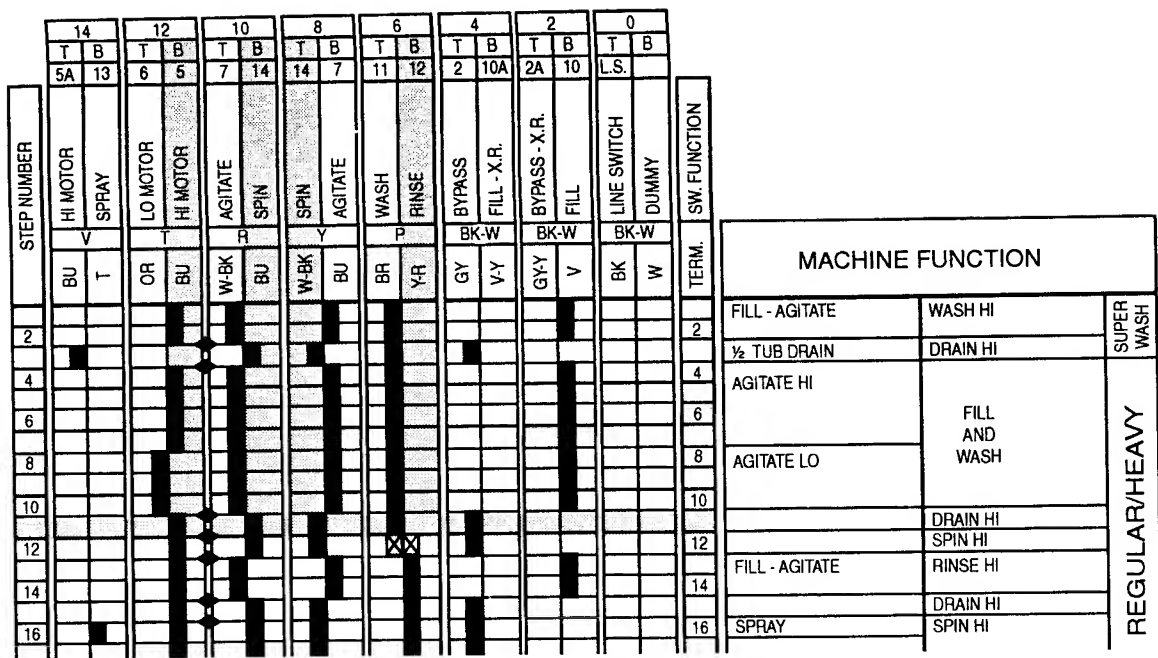 14 12 10 8 6 4 2 0
T B T B T B T B T B T B T B T B
5A 13 6 5 7 14 14 7 11 12 2 10A 2A 10 L.S.
STEP NUMBER HI MOTOR SPRAY LO MOTOR HI MOTOR AGITATE SPIN SPIN AGITATE WASH RINSE BYPASS FILL - X.R. BYPASS - X.R. FILL LINE SWITCH DUMMY SW. FUNCTION
V T R Y P BK-W BK-W BK-W
BU T OR BU W-BK BU W-BK BU BR Y-R GY V-Y GY-Y V BK W TERM.
MACHINE FUNCTION
FILL - AGITATE WASH HI SUPER WASH
2 2
½ TUB DRAIN DRAIN HI
4 4 AGITATE HI
6 6 FILL AND WASH
8 8 AGITATE LO
10 10
REGULAR/HEAVY
DRAIN HI
12 12 SPIN HI
FILL - AGITATE RINSE HI
14 14
DRAIN HI
16 16 SPRAY SPIN HI